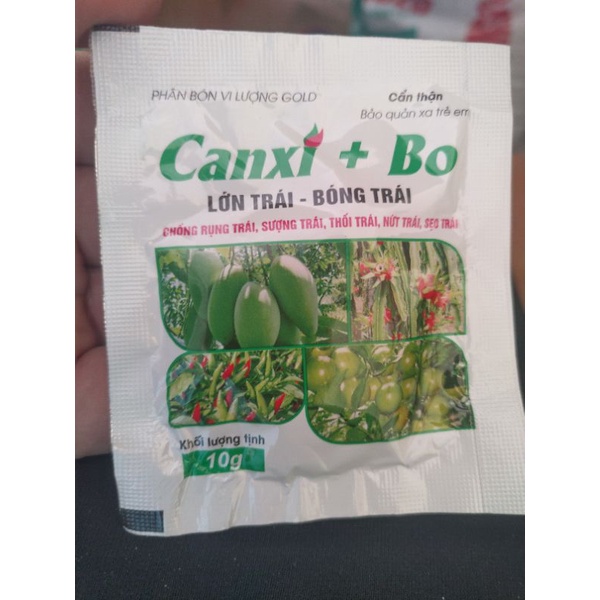 PHÂN BÓN VI LƯỢNG GOLD
Cẩn thận
Bảo quản xa trẻ em
Canxi + Bo
LỚN TRÁI - BÓNG TRÁI
CHỐNG RỤNG TRÁI, SƯỢNG TRÁI, THỐI TRÁI, NỨT TRÁI, SẸO TRÁI
Khối lượng tịnh
10g